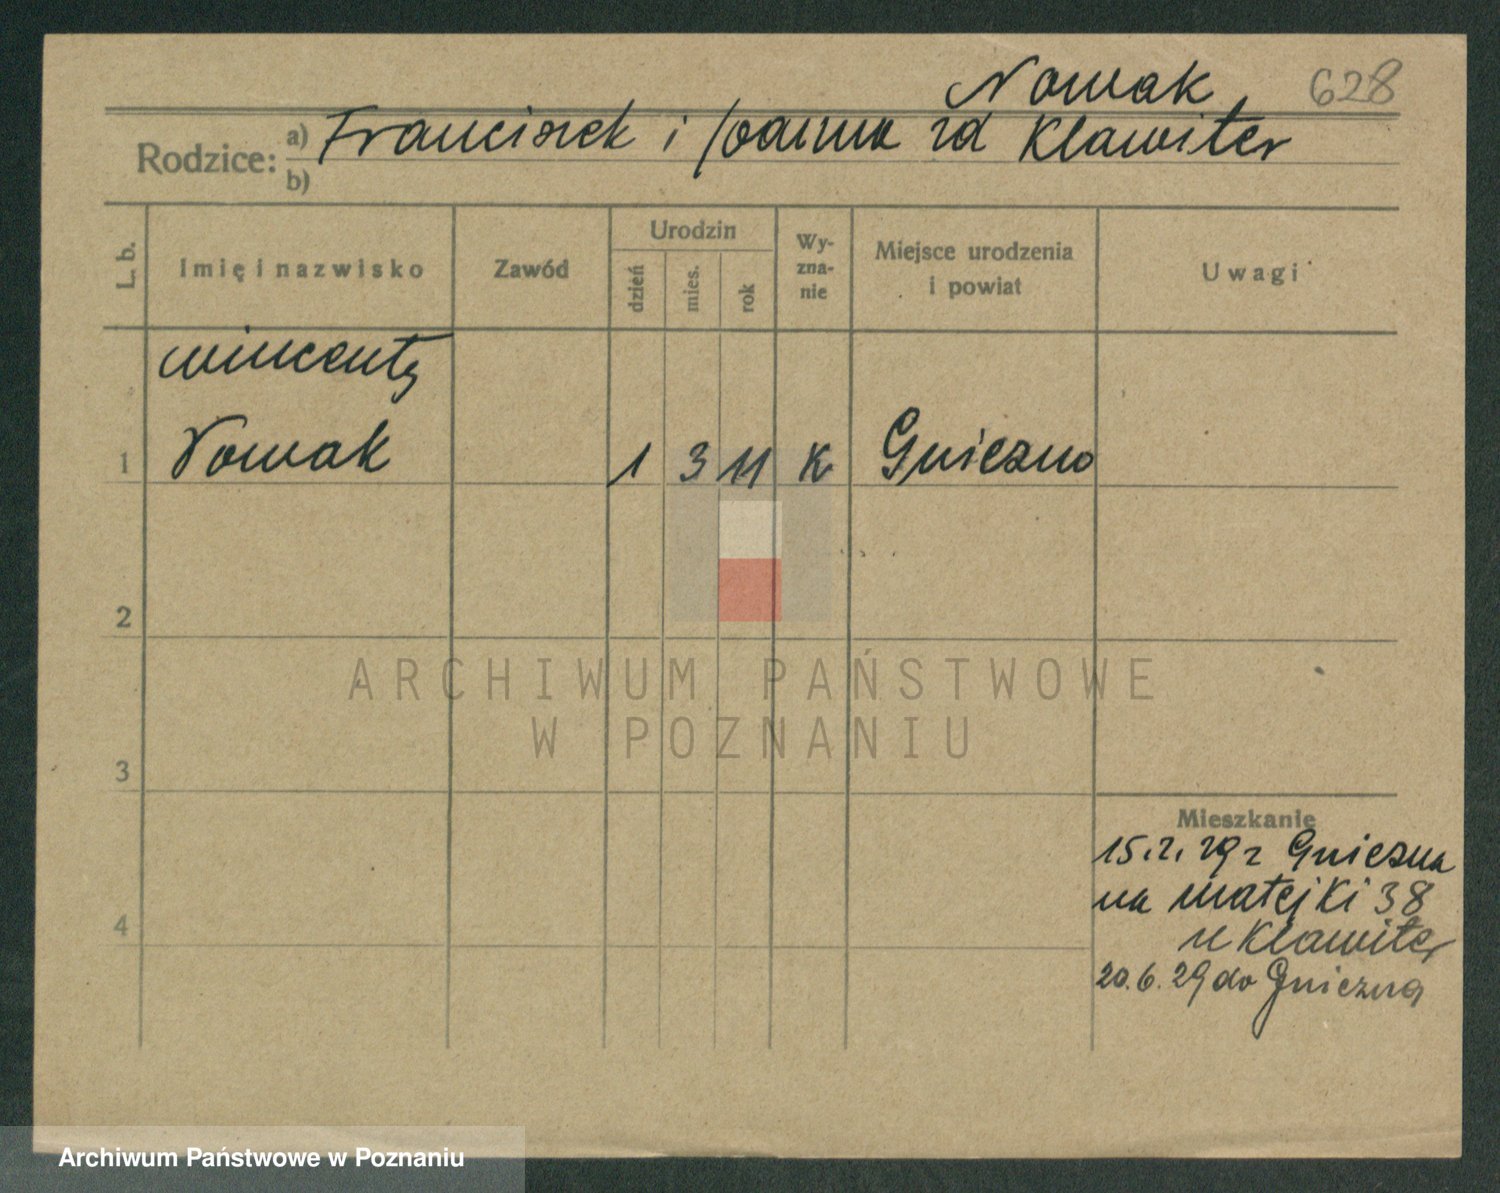 Nowak 628
Rodzice: a) Franciszek i Joanna zd Klawiter
b)
L. b. Imię i nazwisko Zawód Urodzin dzień mies. rok Wy-zna-nie Miejsce urodzenia i powiat Uwagi
Wincenty
1 Nowak 1 3 11 K Gniezno
2
ARCHIWUM PAŃSTWOWE
W POZNANIU
3
Mieszkanie
29 z Gniezna
na Matejki 38
4
u Klawiter
20.6.29 do Gniezna
Archiwum Państwowe w Poznaniu